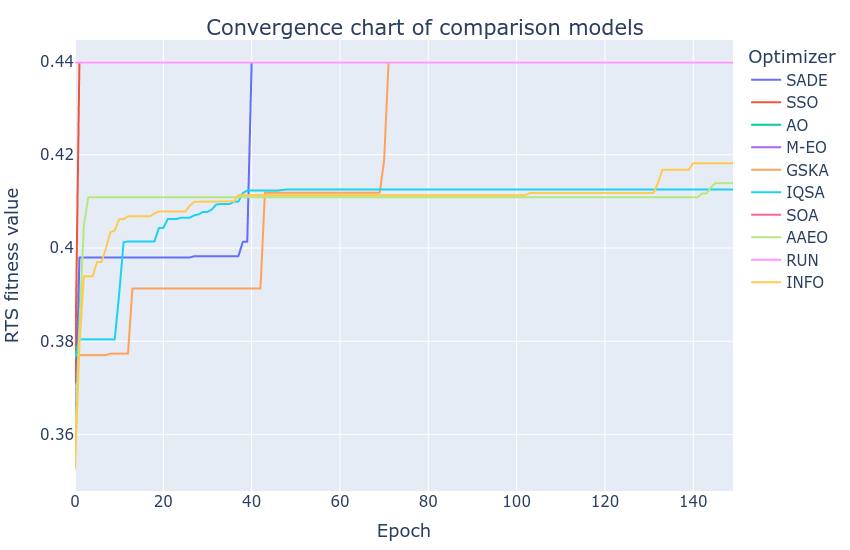 Convergence chart of comparison models
RTS fitness value
0.44
0.42
0.4
0.38
0.36
0
20
40
60
80
100
120
140
Epoch
Optimizer
SADE
SSO
AO
M-EO
GSKA
IQSA
SOA
AAEO
RUN
INFO